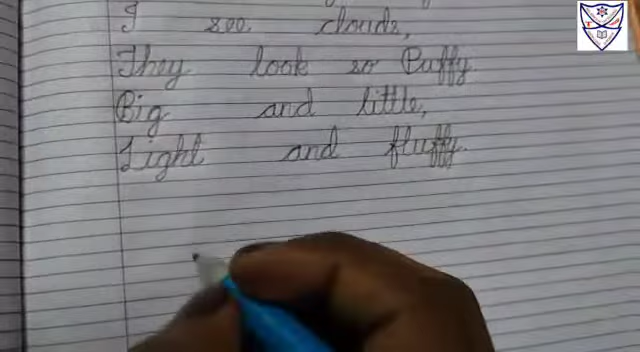 I see clouds,
They look so Puffy
Big and little,
Light and fluffy.